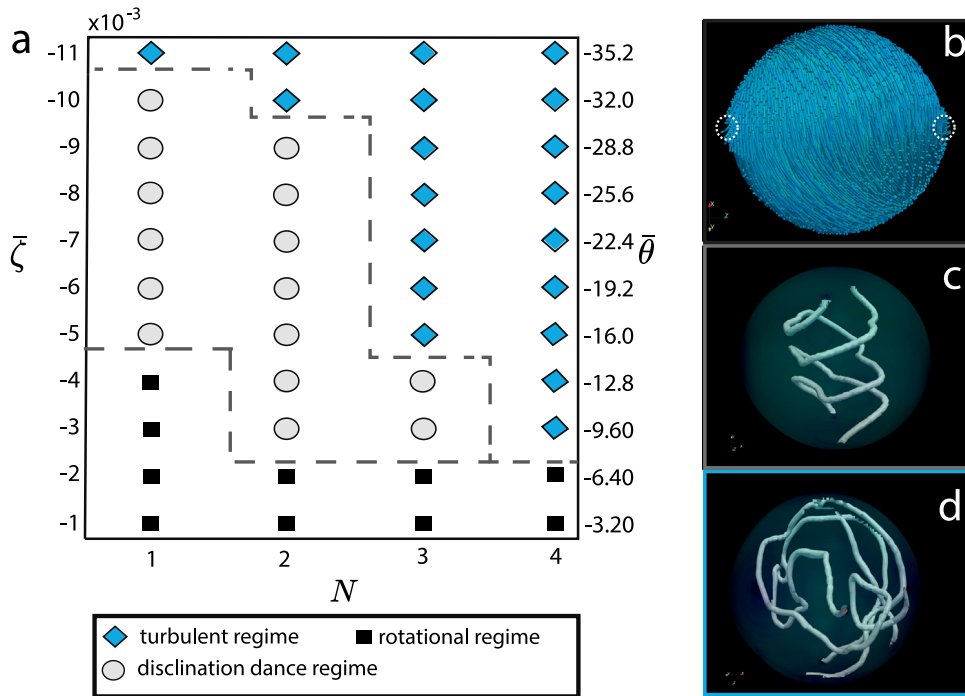 x10⁻³
a
-11 -35.2
-10 -32.0
-9 -28.8
-8 -25.6
-7 -22.4
ζ̄ θ̄
-6 -19.2
-5 -16.0
-4 -12.8
-3 -9.60
-2 -6.40
-1 -3.20
1 2 3 4
N
turbulent regime rotational regime
disclination dance regime
b
c
d